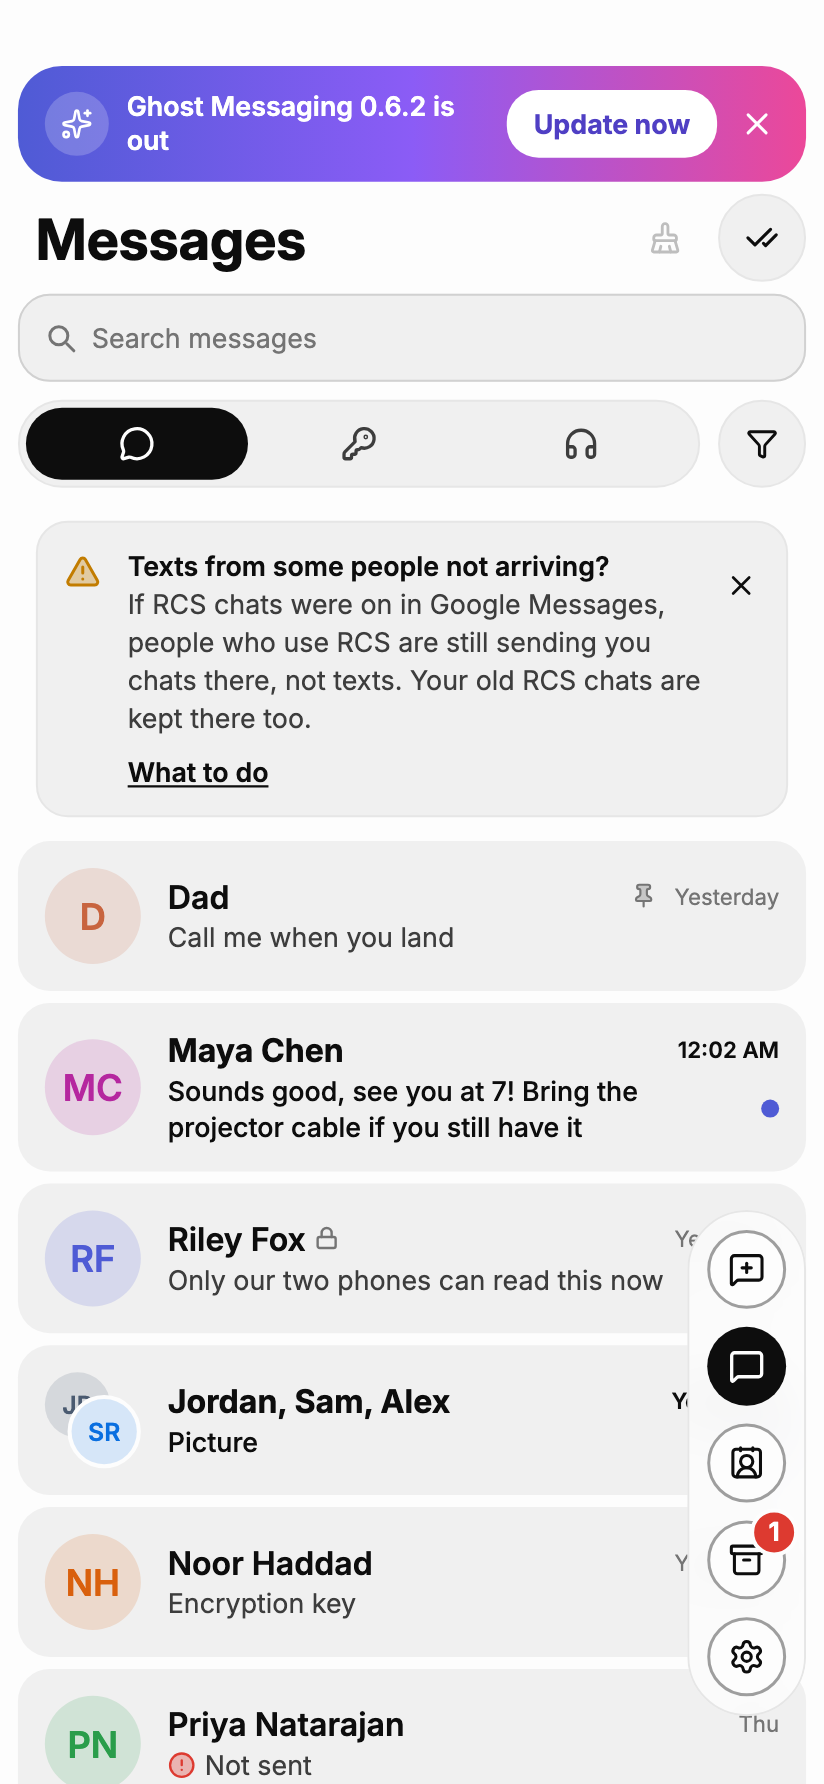 Ghost Messaging 0.6.2 is
out
Update now
Messages
Search messages
Texts from some people not arriving?
If RCS chats were on in Google Messages,
people who use RCS are still sending you
chats there, not texts. Your old RCS chats are
kept there too.
What to do
D
Dad
Yesterday
Call me when you land
MC
Maya Chen
12:02 AM
Sounds good, see you at 7! Bring the
projector cable if you still have it
RF
Riley Fox
Only our two phones can read this now
SR
Jordan, Sam, Alex
Picture
NH
Noor Haddad
Encryption key
1
PN
Priya Natarajan
Thu
Not sent